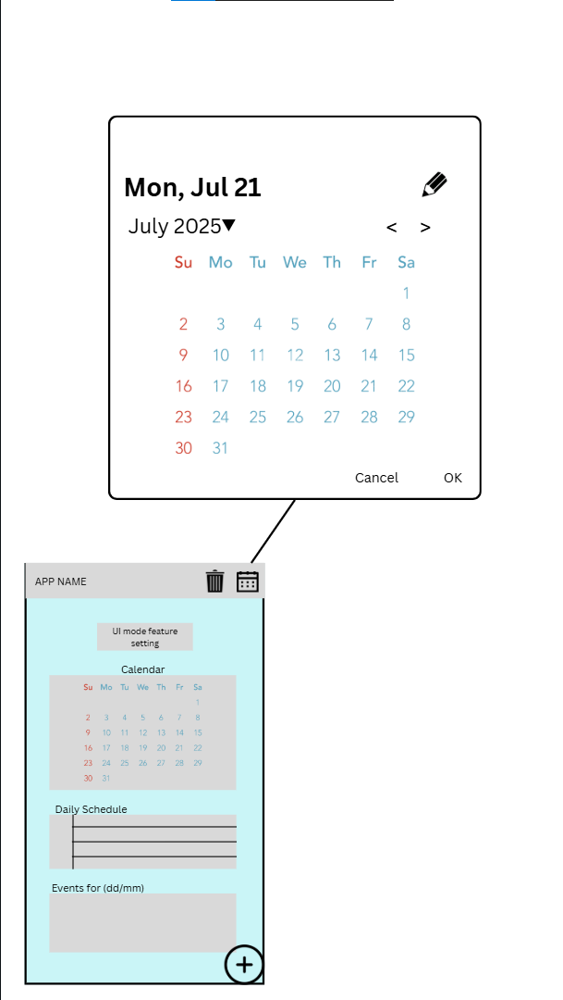 Mon, Jul 21
July 2025▼
< >
Su Mo Tu We Th Fr Sa
1
2 3 4 5 6 7 8
9 10 11 12 13 14 15
16 17 18 19 20 21 22
23 24 25 26 27 28 29
30 31
Cancel OK
APP NAME
UI mode feature
setting
Calendar
Su Mo Tu We Th Fr Sa
1
2 3 4 5 6 7 8
9 10 11 12 13 14 15
16 17 18 19 20 21 22
23 24 25 26 27 28 29
30 31
Daily Schedule
Events for (dd/mm)